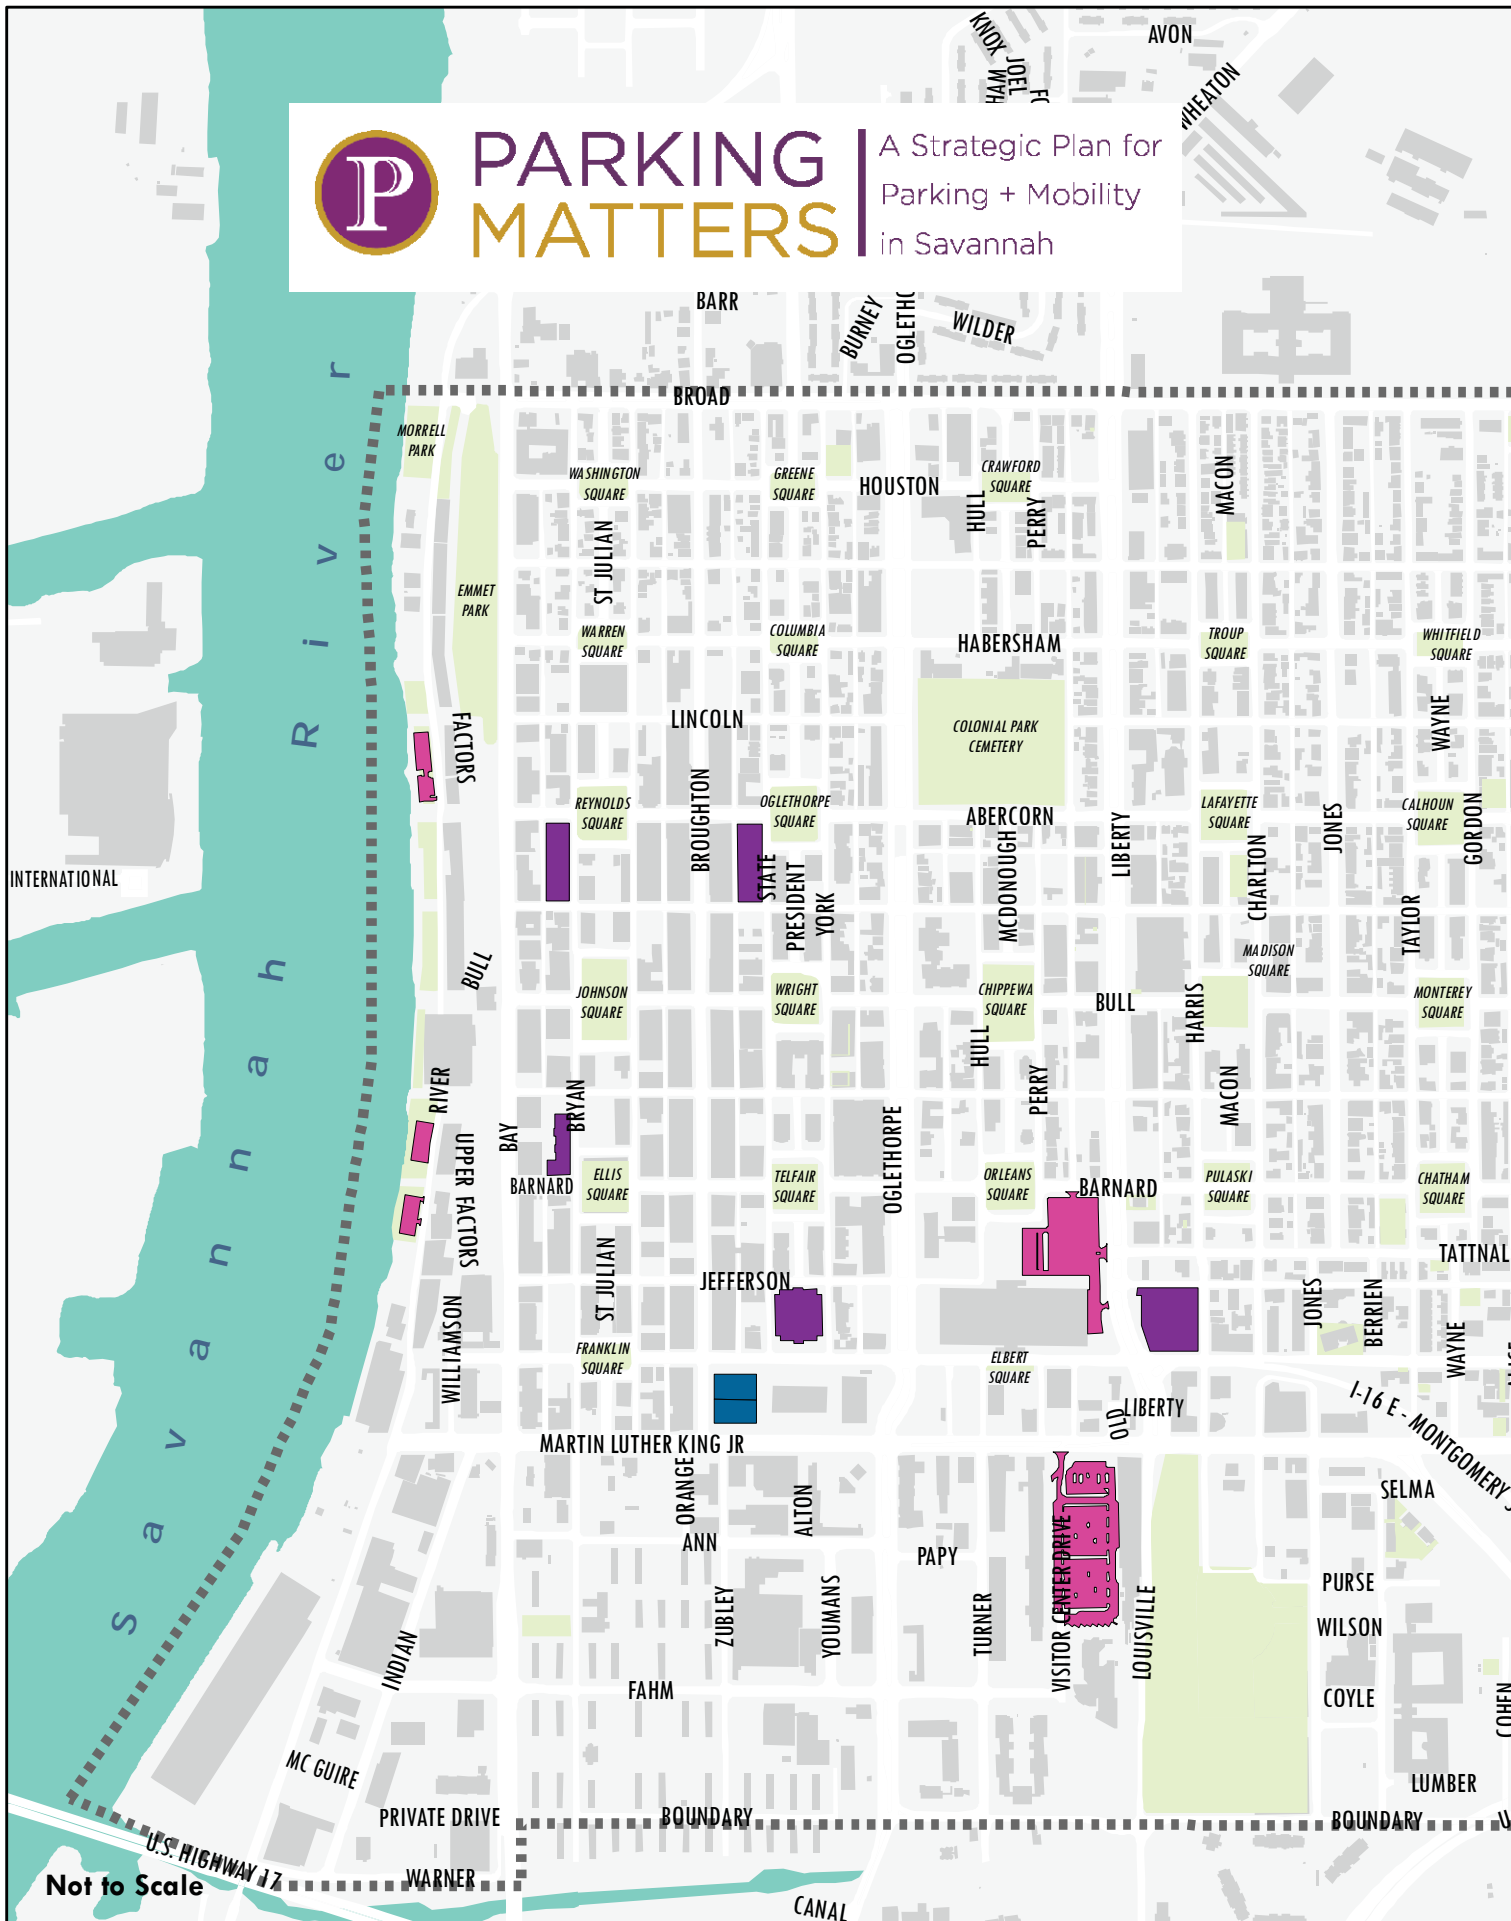 KNOX
JOEL
AVON
WHEATON
PARKING
MATTERS
A Strategic Plan for
Parking + Mobility
in Savannah
P
BARR
BURNEY
WILDER
BROAD
MORRELL
PARK
WASHINGTON
SQUARE
GREENE
SQUARE
HOUSTON
CRAWFORD
SQUARE
HULL
PERRY
MACON
ST JULIAN
EMMET
PARK
WARREN
SQUARE
COLUMBIA
SQUARE
HABERSHAM
TROUP
SQUARE
WHITFIELD
SQUARE
LINCOLN
FACTORS
COLONIAL PARK
CEMETERY
WAYNE
REYNOLDS
SQUARE
BROUGHTON
OGLETHORPE
SQUARE
ABERCORN
LAFAYETTE
SQUARE
JONES
CALHOUN
SQUARE
GORDON
INTERNATIONAL
STATE
PRESIDENT
YORK
MCDONOUGH
LIBERTY
CHARLTON
TAYLOR
MADISON
SQUARE
BULL
JOHNSON
SQUARE
WRIGHT
SQUARE
CHIPPEWA
SQUARE
BULL
HARRIS
MONTEREY
SQUARE
HULL
PERRY
MACON
Savannah River
RIVER
BRYAN
BAY
UPPER FACTORS
OGLETHORPE
BARNARD
ELLIS
SQUARE
TELFAIR
SQUARE
ORLEANS
SQUARE
BARNARD
PULASKI
SQUARE
CHATHAM
SQUARE
ST JULIAN
JEFFERSON
TATTNAL
JONES
BERRIEN
WAYNE
WILLIAMSON
FRANKLIN
SQUARE
ELBERT
SQUARE
OLD
LIBERTY
I-16 E - MONTGOMERY
MARTIN LUTHER KING JR
ORANGE
ALTON
ANN
PAPY
SELMA
VISITOR CENTER DRIVE
PURSE
WILSON
ZUBLEY
YOUMANS
TURNER
LOUISVILLE
INDIAN
FAHM
COYLE
COHEN
MC GUIRE
LUMBER
PRIVATE DRIVE
BOUNDARY
BOUNDARY
U.S. HIGHWAY 17
WARNER
Not to Scale
CANAL